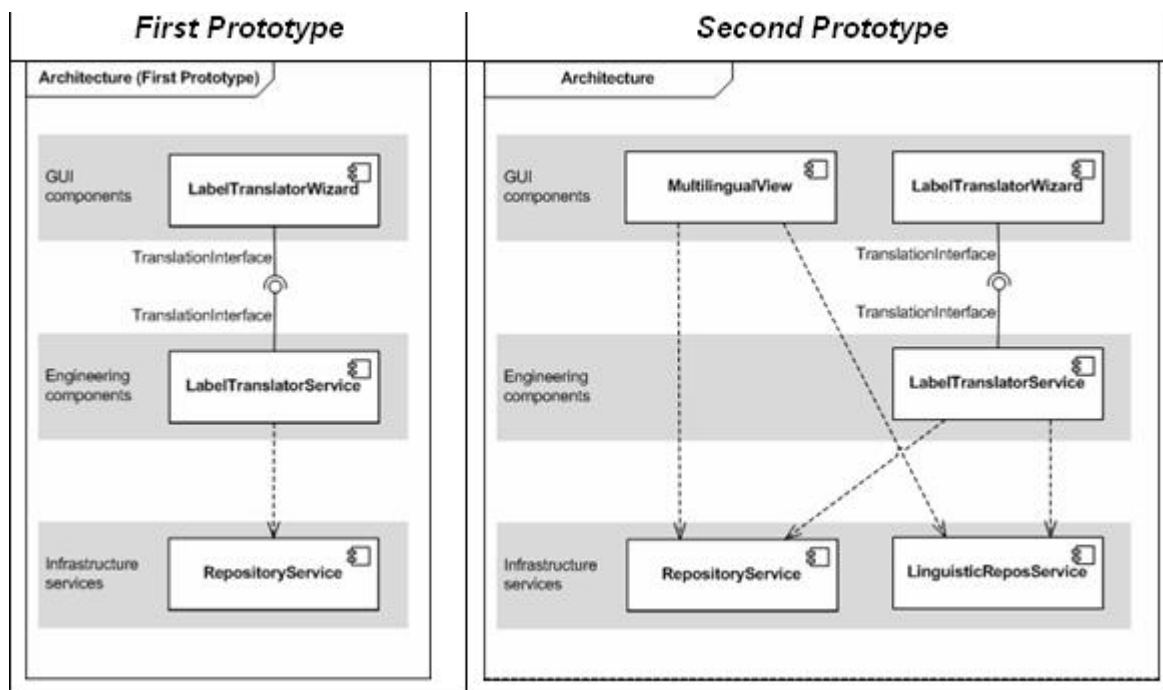 First Prototype
Second Prototype
Architecture (First Prototype)
GUI
components
LabelTranslatorWizard
TranslationInterface
TranslationInterface
Engineering
components
LabelTranslatorService
Infrastructure
services
RepositoryService
Architecture
GUI
components
MultilingualView
LabelTranslatorWizard
TranslationInterface
TranslationInterface
Engineering
components
LabelTranslatorService
Infrastructure
services
RepositoryService
LinguisticReposService